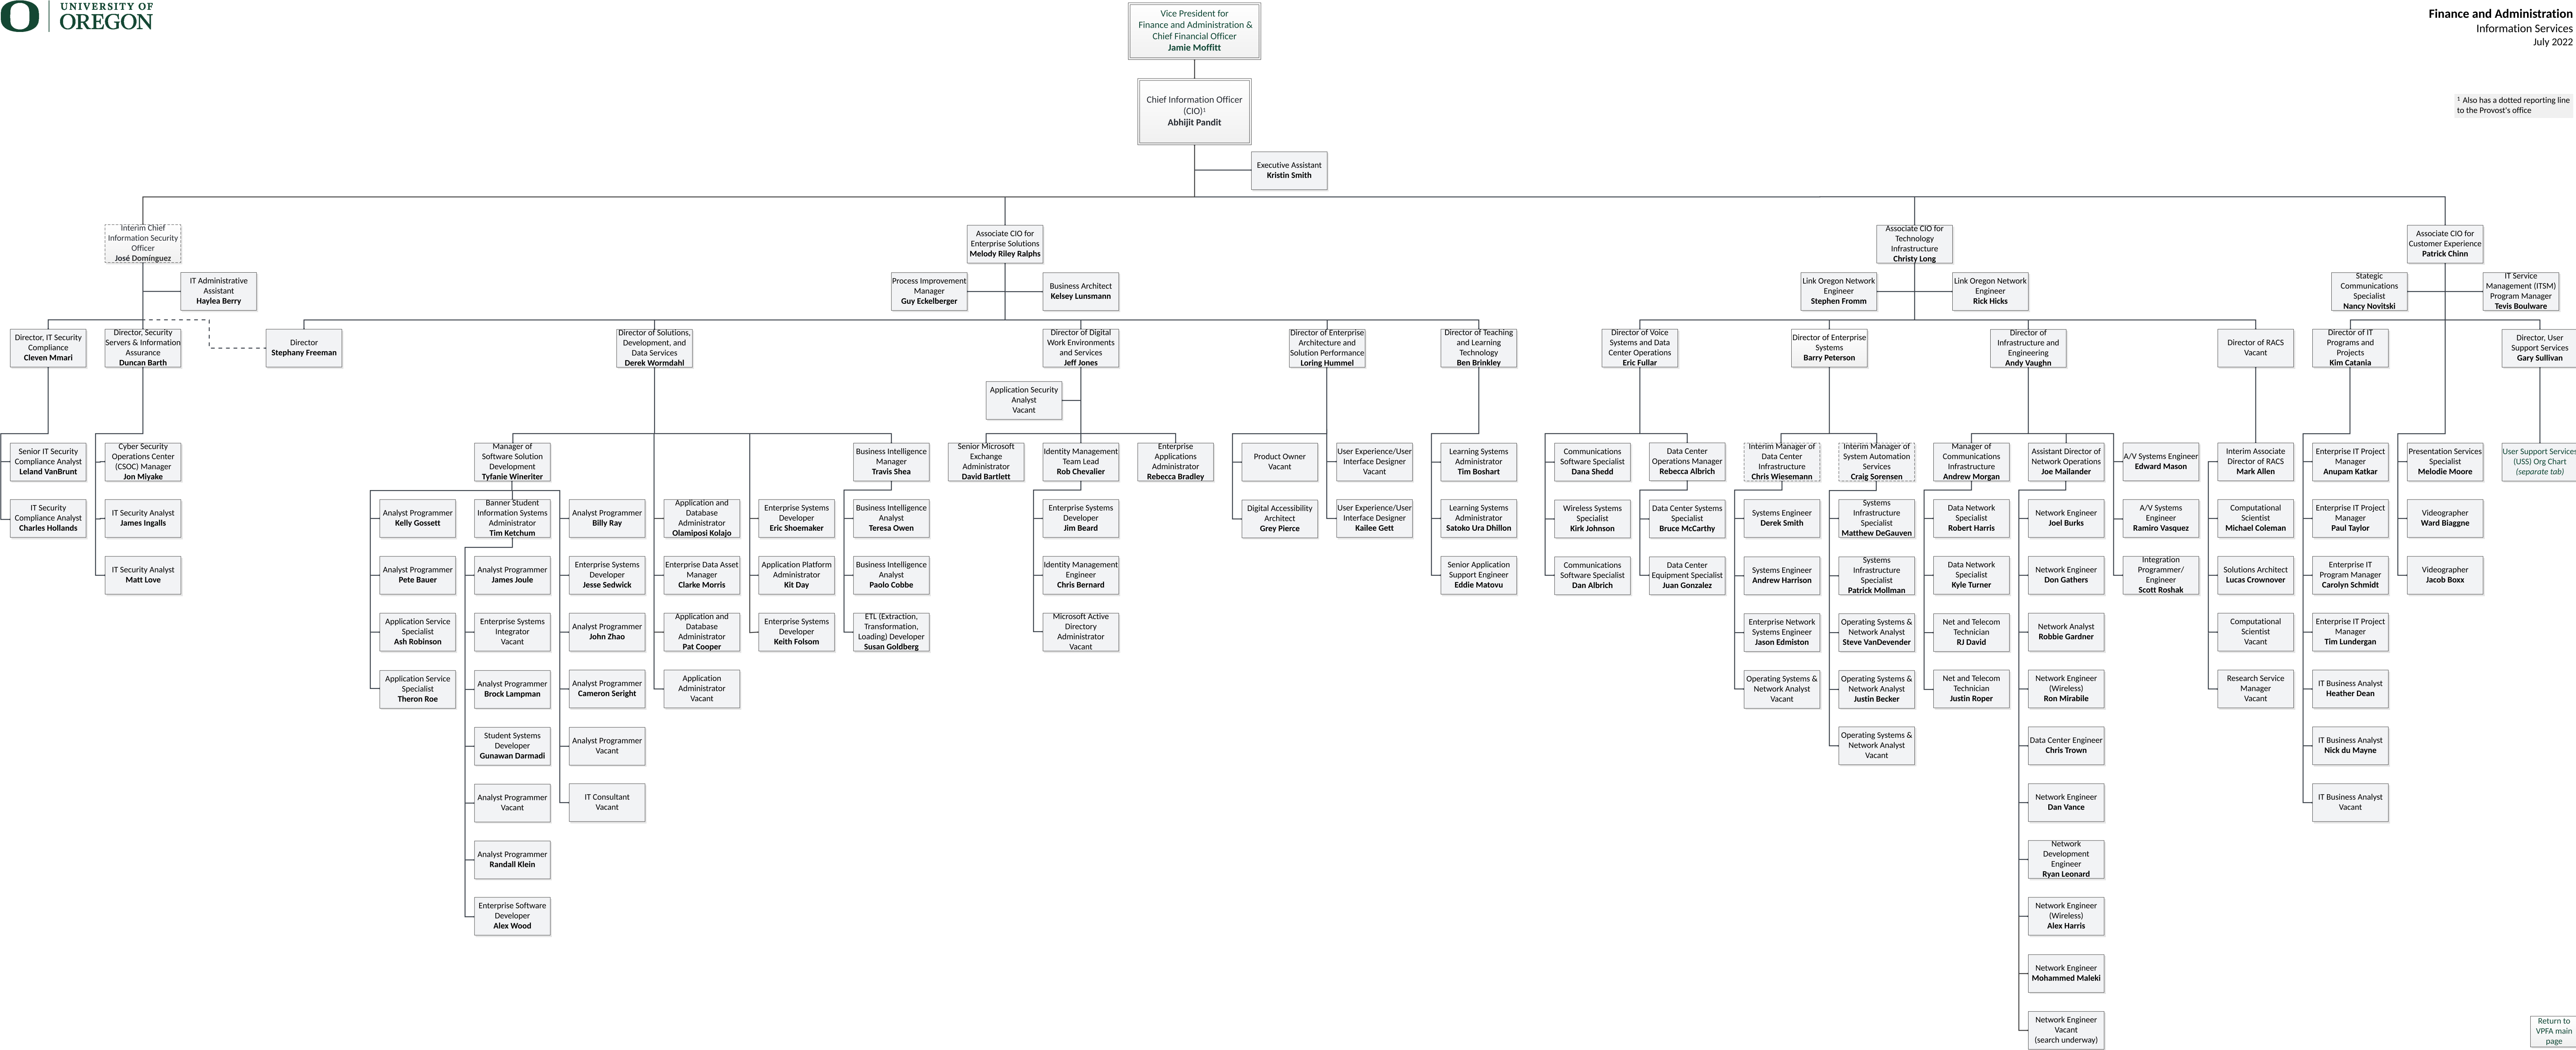 UNIVERSITY OF
OREGON
Vice President for
Finance and Administration &
Chief Financial Officer
Jamie Moffitt
Finance and Administration
Information Services
July 2022
Chief Information Officer
(CIO)¹
Abhijit Pandit
¹ Also has a dotted reporting line
to the Provost's office
Executive Assistant
Kristin Smith
Interim Chief
Information Security
Officer
José Domínguez
IT Administrative
Assistant
Haylea Berry
Director, IT Security
Compliance
Cleven Mmari
Director, Security
Servers & Information
Assurance
Duncan Barth
Senior IT Security
Compliance Analyst
Leland VanBrunt
IT Security
Compliance Analyst
Charles Hollands
Cyber Security
Operations Center
(CSOC) Manager
Jon Miyake
IT Security Analyst
James Ingalls
IT Security Analyst
Matt Love
Associate CIO for
Enterprise Solutions
Melody Riley Ralphs
Process Improvement
Manager
Guy Eckelberger
Business Architect
Kelsey Lunsmann
Director
Stephany Freeman
Director of Solutions,
Development, and
Data Services
Derek Wormdahl
Manager of
Software Solution
Development
Tyfanie Wineriter
Analyst Programmer
Kelly Gossett
Analyst Programmer
Pete Bauer
Application Service
Specialist
Ash Robinson
Application Service
Specialist
Theron Roe
Banner Student
Information Systems
Administrator
Tim Ketchum
Analyst Programmer
James Joule
Enterprise Systems
Integrator
Vacant
Analyst Programmer
Brock Lampman
Student Systems
Developer
Gunawan Darmadi
Analyst Programmer
Vacant
Analyst Programmer
Randall Klein
Enterprise Software
Developer
Alex Wood
Analyst Programmer
Billy Ray
Enterprise Systems
Developer
Jesse Sedwick
Analyst Programmer
John Zhao
Analyst Programmer
Cameron Seright
Analyst Programmer
Vacant
IT Consultant
Vacant
Application and
Database
Administrator
Olamiposi Kolajo
Enterprise Data Asset
Manager
Clarke Morris
Application and
Database
Administrator
Pat Cooper
Application
Administrator
Vacant
Enterprise Systems
Developer
Eric Shoemaker
Application Platform
Administrator
Kit Day
Enterprise Systems
Developer
Keith Folsom
Business Intelligence
Manager
Travis Shea
Business Intelligence
Analyst
Teresa Owen
Business Intelligence
Analyst
Paolo Cobbe
ETL (Extraction,
Transformation,
Loading) Developer
Susan Goldberg
Director of Digital
Work Environments
and Services
Jeff Jones
Application Security
Analyst
Vacant
Senior Microsoft
Exchange
Administrator
David Bartlett
Identity Management
Team Lead
Rob Chevalier
Enterprise Systems
Developer
Jim Beard
Identity Management
Engineer
Chris Bernard
Microsoft Active
Directory
Administrator
Vacant
Enterprise
Applications
Administrator
Rebecca Bradley
Director of Enterprise
Architecture and
Solution Performance
Loring Hummel
Product Owner
Vacant
Digital Accessibility
Architect
Grey Pierce
User Experience/User
Interface Designer
Vacant
User Experience/User
Interface Designer
Kailee Gett
Director of Teaching
and Learning
Technology
Ben Brinkley
Learning Systems
Administrator
Tim Boshart
Learning Systems
Administrator
Satoko Ura Dhillon
Senior Application
Support Engineer
Eddie Matovu
Associate CIO for
Technology
Infrastructure
Christy Long
Link Oregon Network
Engineer
Stephen Fromm
Link Oregon Network
Engineer
Rick Hicks
Director of Voice
Systems and Data
Center Operations
Eric Fullar
Communications
Software Specialist
Dana Shedd
Wireless Systems
Specialist
Kirk Johnson
Communications
Software Specialist
Dan Albrich
Data Center
Operations Manager
Rebecca Albrich
Data Center Systems
Specialist
Bruce McCarthy
Data Center
Equipment Specialist
Juan Gonzalez
Director of Enterprise
Systems
Barry Peterson
Interim Manager of
Data Center
Infrastructure
Chris Wiesemann
Systems Engineer
Derek Smith
Systems Engineer
Andrew Harrison
Enterprise Network
Systems Engineer
Jason Edmiston
Operating Systems &
Network Analyst
Vacant
Interim Manager of
System Automation
Services
Craig Sorensen
Systems
Infrastructure
Specialist
Matthew DeGauven
Systems
Infrastructure
Specialist
Patrick Mollman
Operating Systems &
Network Analyst
Steve VanDevender
Operating Systems &
Network Analyst
Justin Becker
Operating Systems &
Network Analyst
Vacant
Director of
Infrastructure and
Engineering
Andy Vaughn
Manager of
Communications
Infrastructure
Andrew Morgan
Data Network
Specialist
Robert Harris
Data Network
Specialist
Kyle Turner
Net and Telecom
Technician
RJ David
Net and Telecom
Technician
Justin Roper
Assistant Director of
Network Operations
Joe Mailander
Network Engineer
Joel Burks
Network Engineer
Don Gathers
Network Analyst
Robbie Gardner
Network Engineer
(Wireless)
Ron Mirabile
Data Center Engineer
Chris Trown
Network Engineer
Dan Vance
Network
Development
Engineer
Ryan Leonard
Network Engineer
(Wireless)
Alex Harris
Network Engineer
Mohammed Maleki
Network Engineer
Vacant
(search underway)
A/V Systems Engineer
Edward Mason
A/V Systems
Engineer
Ramiro Vasquez
Integration
Programmer/
Engineer
Scott Roshak
Director of RACS
Vacant
Interim Associate
Director of RACS
Mark Allen
Computational
Scientist
Michael Coleman
Solutions Architect
Lucas Crownover
Computational
Scientist
Vacant
Research Service
Manager
Vacant
Associate CIO for
Customer Experience
Patrick Chinn
Stategic
Communications
Specialist
Nancy Novitski
IT Service
Management (ITSM)
Program Manager
Tevis Boulware
Director of IT
Programs and
Projects
Kim Catania
Enterprise IT Project
Manager
Anupam Katkar
Enterprise IT Project
Manager
Paul Taylor
Enterprise IT
Program Manager
Carolyn Schmidt
Enterprise IT Project
Manager
Tim Lundergan
IT Business Analyst
Heather Dean
IT Business Analyst
Nick du Mayne
IT Business Analyst
Vacant
Presentation Services
Specialist
Melodie Moore
Videographer
Ward Biaggne
Videographer
Jacob Boxx
Director, User
Support Services
Gary Sullivan
User Support Services
(USS) Org Chart
(separate tab)
Return to
VPFA main
page